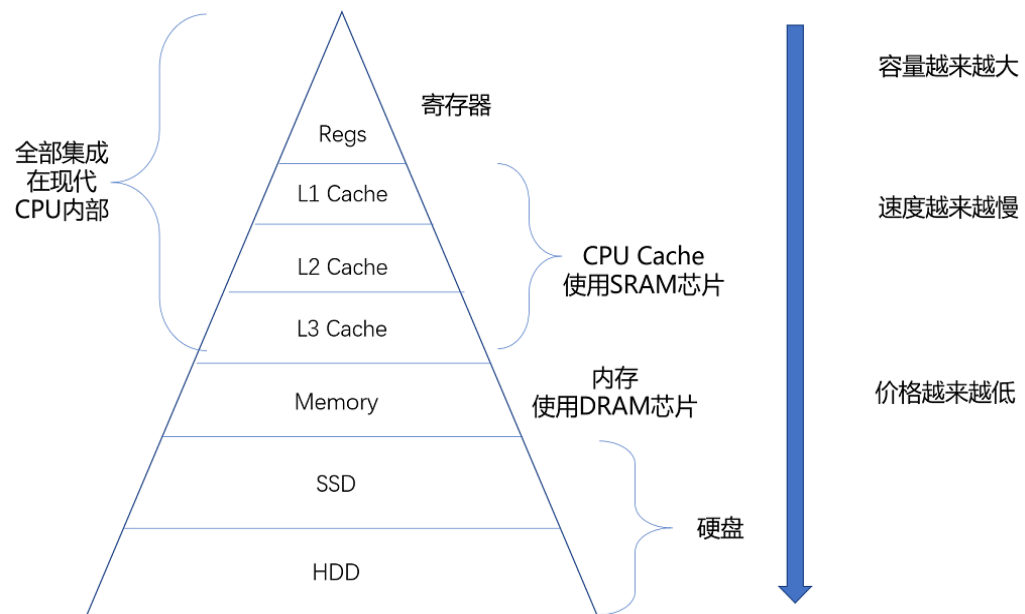 寄存器
Regs
全部集成
在现代
CPU内部
L1 Cache
L2 Cache
L3 Cache
CPU Cache
使用SRAM芯片
Memory
内存
使用DRAM芯片
SSD
HDD
硬盘
容量越来越大
速度越来越慢
价格越来越低